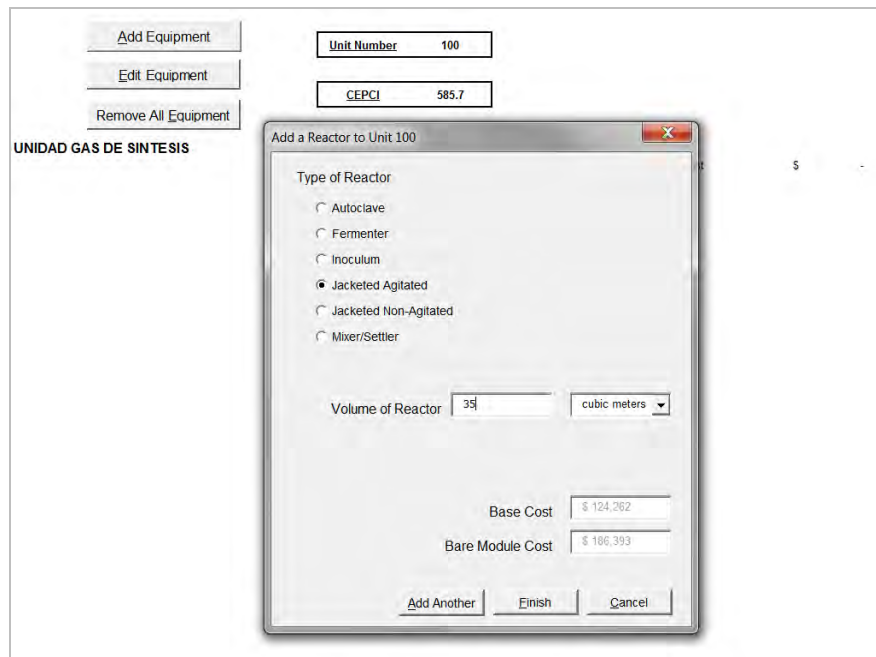 Add Equipment
Unit Number 100
Edit Equipment
CEPCI 585.7
Remove All Equipment
UNIDAD GAS DE SINTESIS
Add a Reactor to Unit 100
$ -
Type of Reactor
Autoclave
Fermenter
Inoculum
Jacketed Agitated
Jacketed Non-Agitated
Mixer/Settler
Volume of Reactor 35 cubic meters
Base Cost $ 124,262
Bare Module Cost $ 186,393
Add Another Finish Cancel